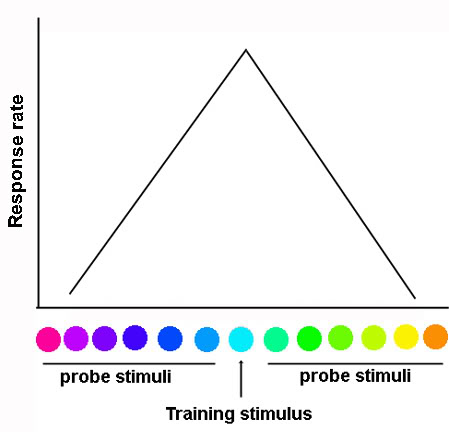 Response rate
probe stimuli
probe stimuli
Training stimulus